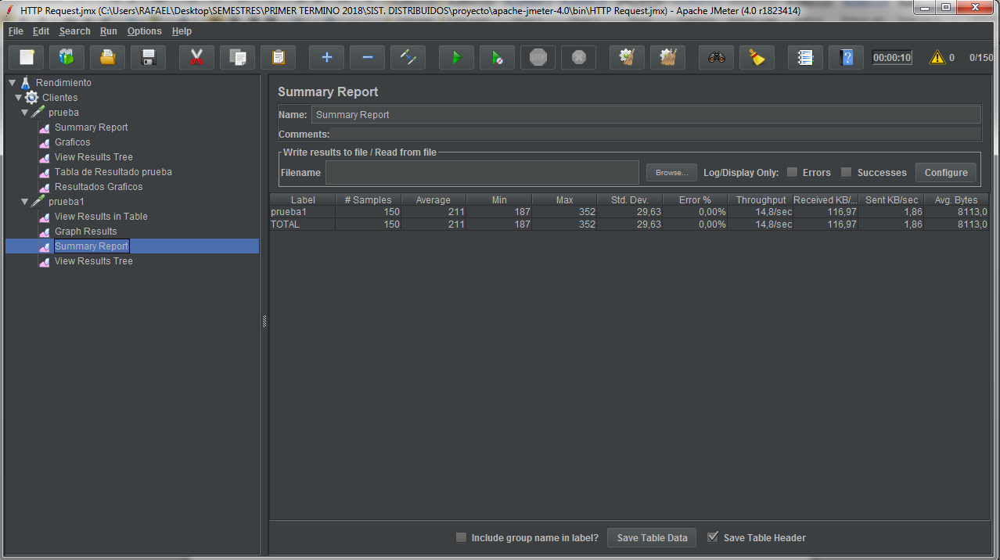 HTTP Request.jmx (C:\Users\RAFAEL\Desktop\SEMESTRES\PRIMER TERMINO 2018\SIST. DISTRIBUIDOS\proyecto\apache-jmeter-4.0\bin\HTTP Request.jmx) - Apache JMeter (4.0 r1823414)
File Edit Search Run Options Help
STOP 00:00:10 0 0/150
Rendimiento
Clientes
prueba
Summary Report
Graficos
View Results Tree
Tabla de Resultado prueba
Resultados Graficos
prueba1
View Results in Table
Graph Results
Summary Report
View Results Tree
Summary Report
Name: Summary Report
Comments:
Write results to file / Read from file
Filename Browse... Log/Display Only: Errors Successes Configure
Label # Samples Average Min Max Std. Dev. Error % Throughput Received KB/... Sent KB/sec Avg. Bytes
prueba1 150 211 187 352 29,63 0,00% 14,8/sec 116,97 1,86 8113,0
TOTAL 150 211 187 352 29,63 0,00% 14,8/sec 116,97 1,86 8113,0
Include group name in label? Save Table Data Save Table Header